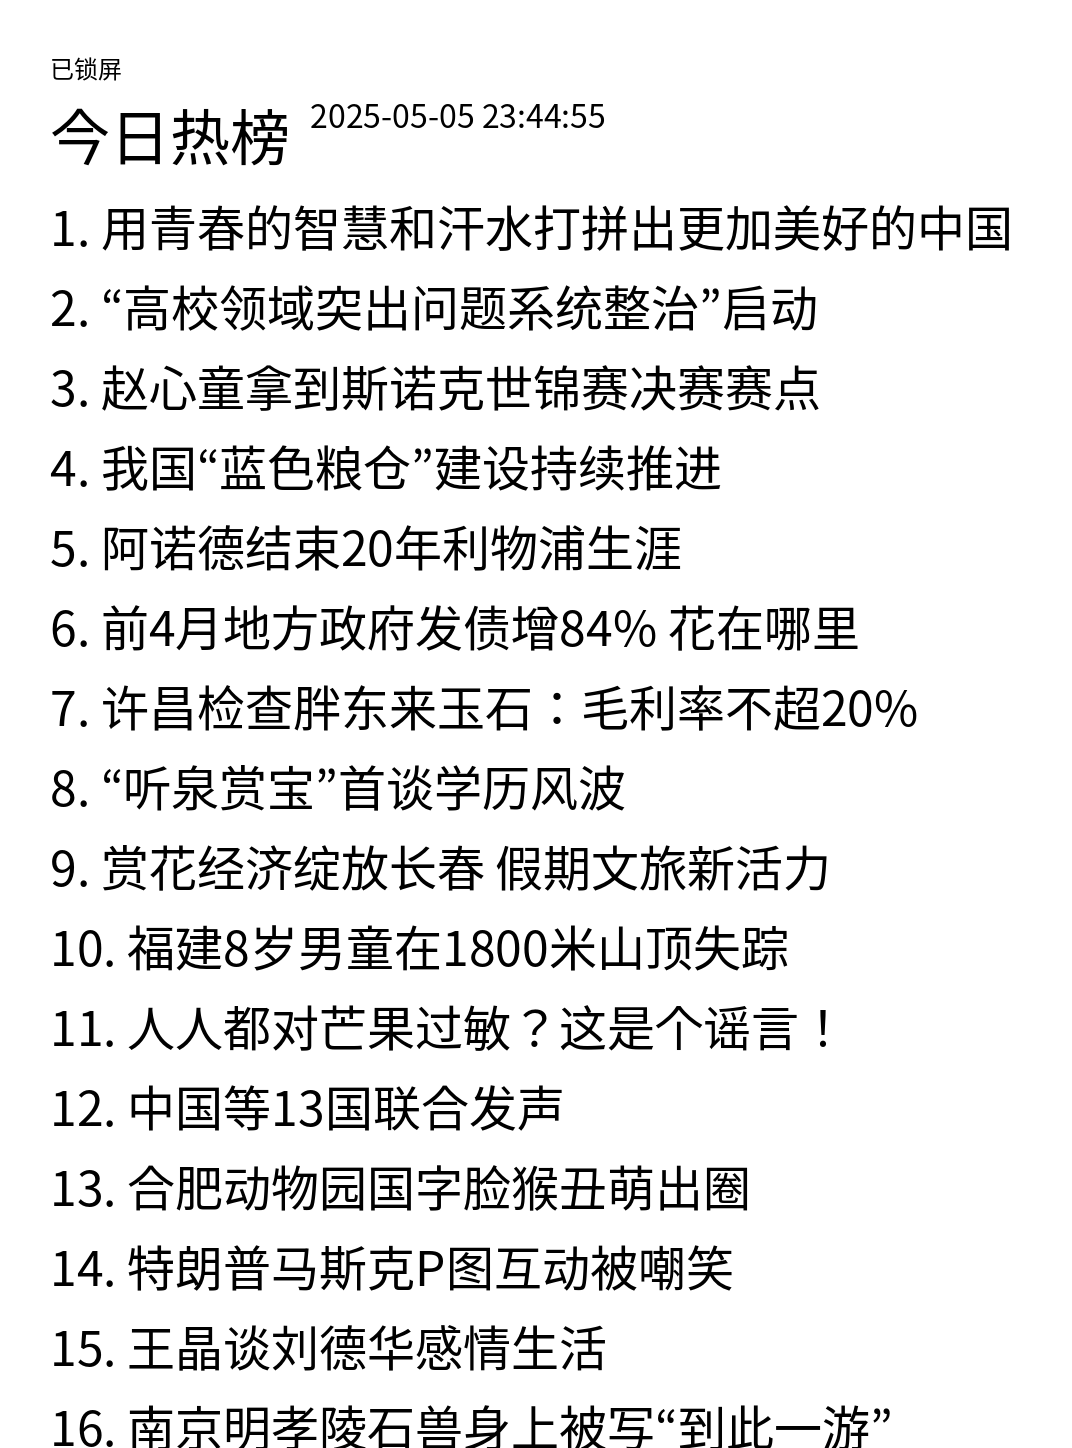 已锁屏
今日热榜 2025-05-05 23:44:55
1. 用青春的智慧和汗水打拼出更加美好的中国
2. “高校领域突出问题系统整治”启动
3. 赵心童拿到斯诺克世锦赛决赛赛点
4. 我国“蓝色粮仓”建设持续推进
5. 阿诺德结束20年利物浦生涯
6. 前4月地方政府发债增84% 花在哪里
7. 许昌检查胖东来玉石：毛利率不超20%
8. “听泉赏宝”首谈学历风波
9. 赏花经济绽放长春 假期文旅新活力
10. 福建8岁男童在1800米山顶失踪
11. 人人都对芒果过敏？这是个谣言！
12. 中国等13国联合发声
13. 合肥动物园国字脸猴丑萌出圈
14. 特朗普马斯克P图互动被嘲笑
15. 王晶谈刘德华感情生活
16. 南京明孝陵石兽身上被写“到此一游”